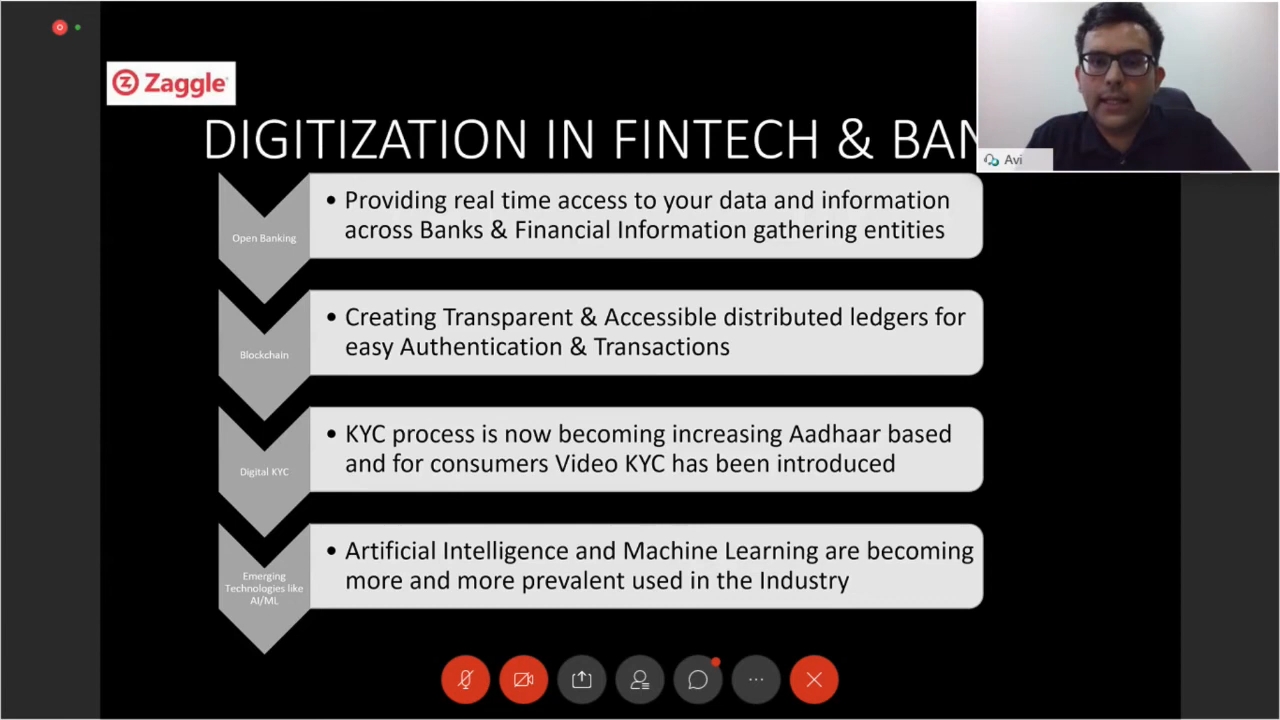 Zaggle
DIGITIZATION IN FINTECH &
Avi
Open Banking
• Providing real time access to your data and information
across Banks & Financial Information gathering entities
Blockchain
• Creating Transparent & Accessible distributed ledgers for
easy Authentication & Transactions
Digital KYC
• KYC process is now becoming increasing Aadhaar based
and for consumers Video KYC has been introduced
Emerging
Technologies like
AI/ML
• Artificial Intelligence and Machine Learning are becoming
more and more prevalent used in the Industry